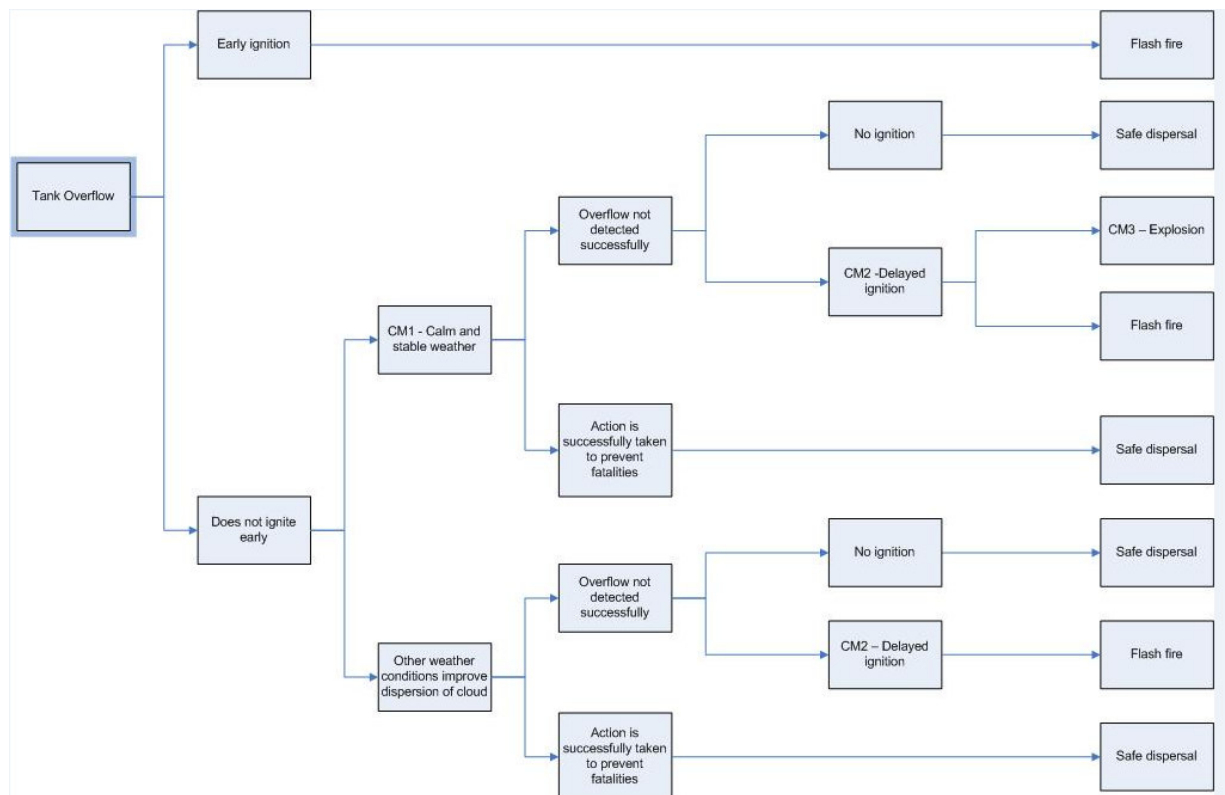 Early ignition
Flash fire
No ignition
Safe dispersal
Tank Overflow
Overflow not
detected
successfully
CM3 – Explosion
CM2 -Delayed
ignition
CM1 - Calm and
stable weather
Flash fire
Action is
successfully taken
to prevent
fatalities
Safe dispersal
Does not ignite
early
No ignition
Safe dispersal
Overflow not
detected
successfully
Other weather
conditions improve
dispersion of cloud
CM2 – Delayed
ignition
Flash fire
Action is
successfully taken
to prevent
fatalities
Safe dispersal